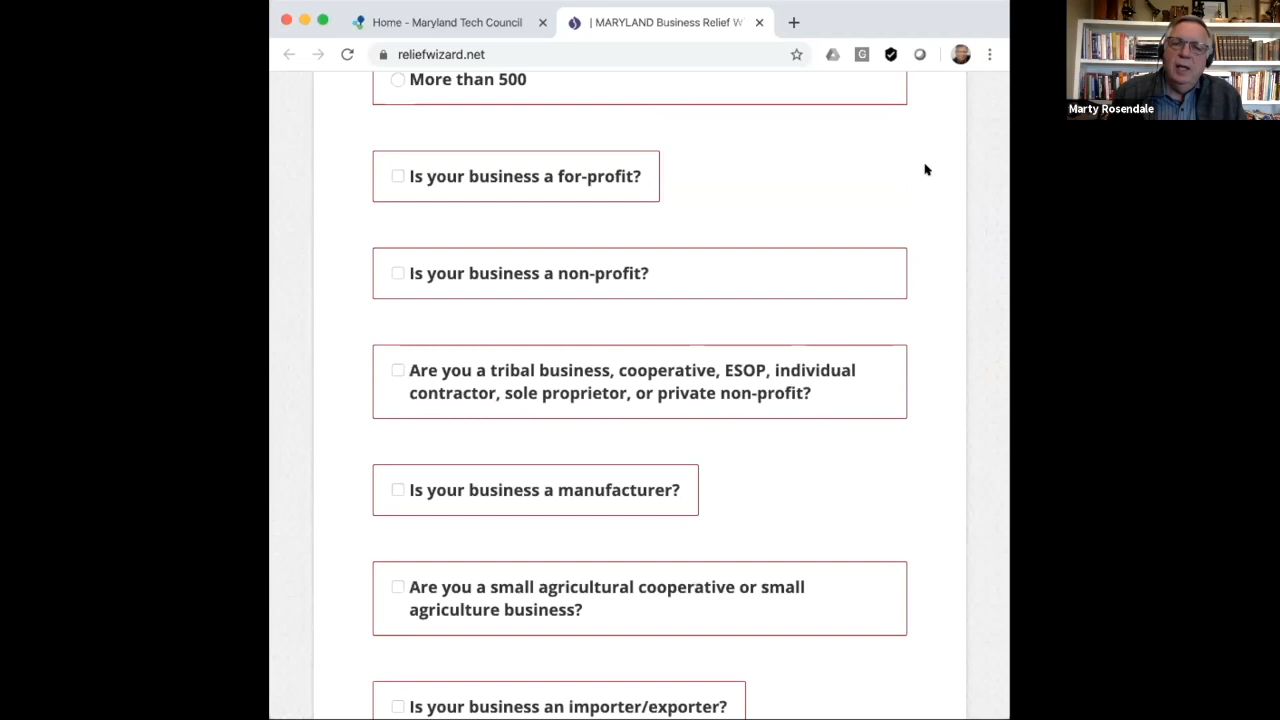 Home - Maryland Tech Council
| MARYLAND Business Relief W
reliefwizard.net
G
Marty Rosendale
More than 500
Is your business a for-profit?
Is your business a non-profit?
Are you a tribal business, cooperative, ESOP, individual
contractor, sole proprietor, or private non-profit?
Is your business a manufacturer?
Are you a small agricultural cooperative or small
agriculture business?
Is your business an importer/exporter?